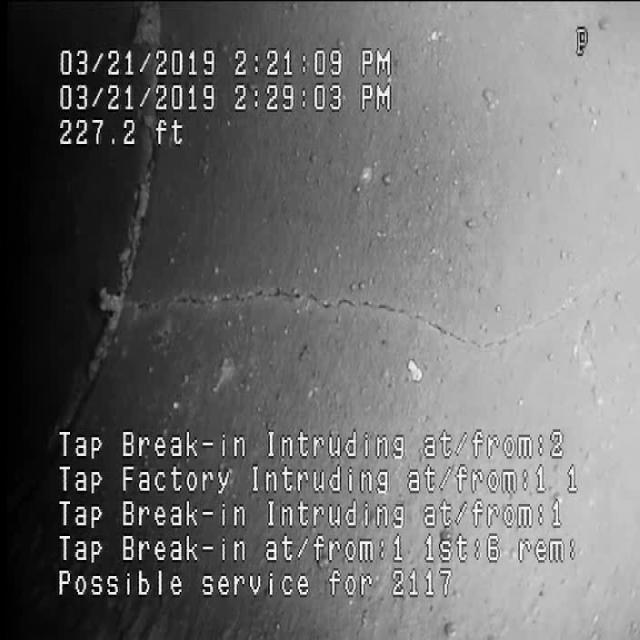 P
03/21/2019 2:21:09 PM
03/21/2019 2:29:03 PM
227.2 ft
Tap Break-in Intruding at/from:2
Tap Factory Intruding at/from:1 1
Tap Break-in Intruding at/from:1
Tap Break-in at/from:1 1st:6 rem:
Possible service for 2117